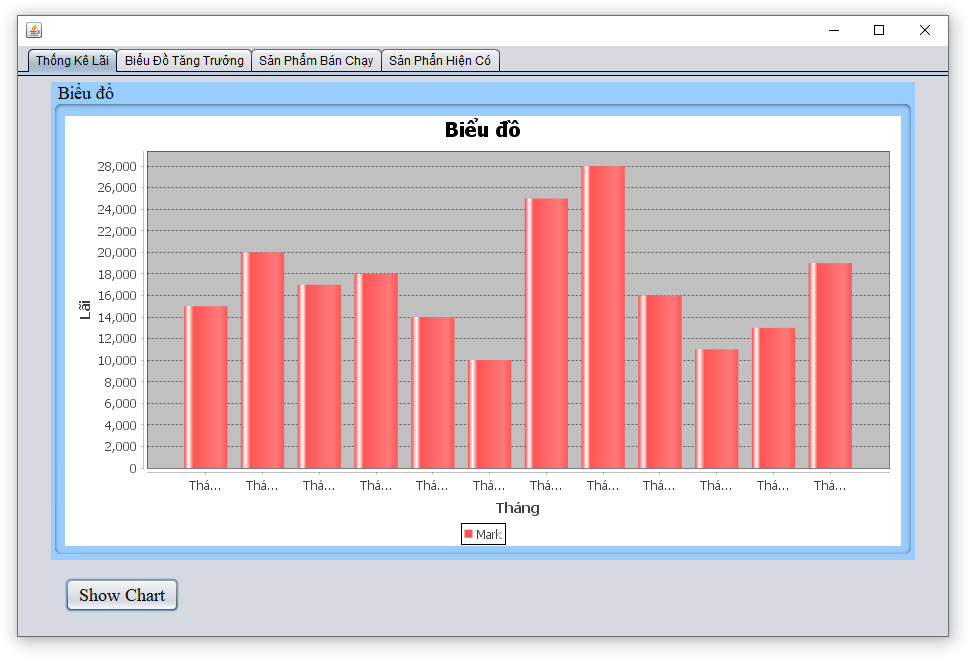 Thống Kê Lãi Biểu Đồ Tăng Trưởng Sản Phẩm Bán Chạy Sản Phẩn Hiện Có
Biểu đồ
Biểu đồ
28,000
26,000
24,000
22,000
20,000
18,000
16,000
14,000
12,000
10,000
8,000
6,000
4,000
2,000
0
Lãi
Thá... Thá... Thá... Thá... Thá... Thá... Thá... Thá... Thá... Thá... Thá... Thá...
Tháng
Mark
Show Chart